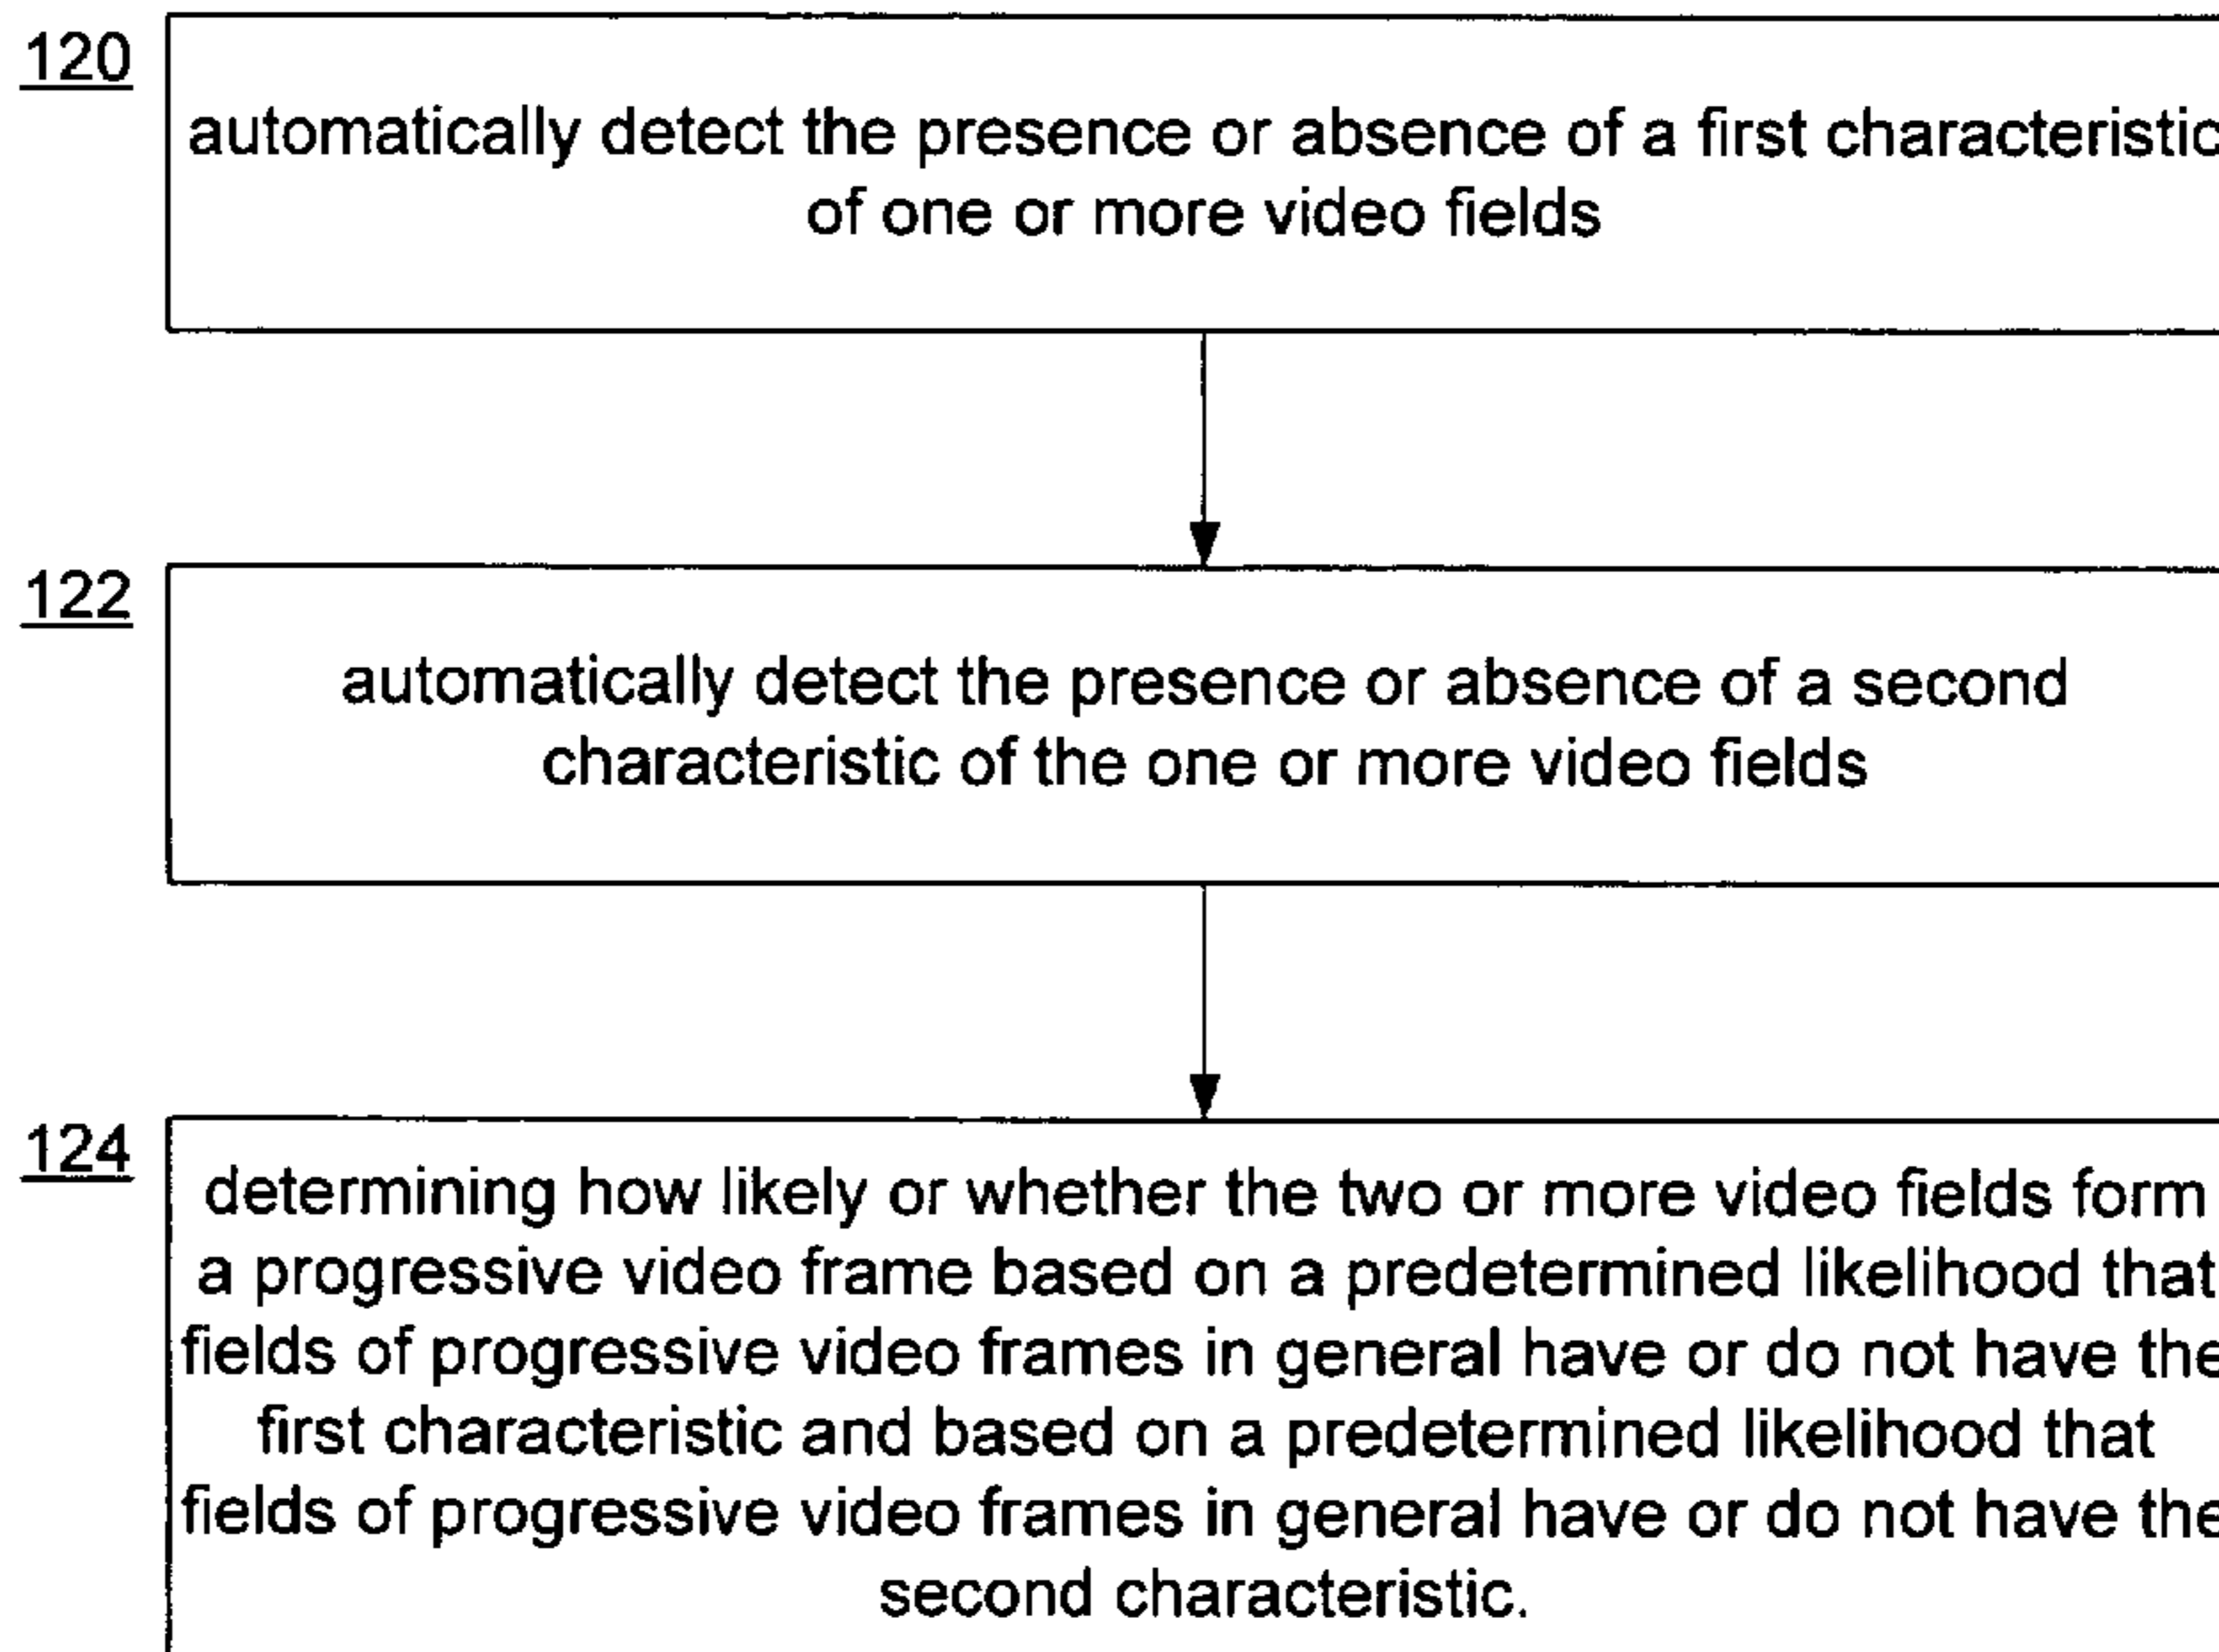 120
automatically detect the presence or absence of a first characteristic
of one or more video fields
122
automatically detect the presence or absence of a second
characteristic of the one or more video fields
124
determining how likely or whether the two or more video fields form
a progressive video frame based on a predetermined likelihood that
fields of progressive video frames in general have or do not have the
first characteristic and based on a predetermined likelihood that
fields of progressive video frames in general have or do not have the
second characteristic.